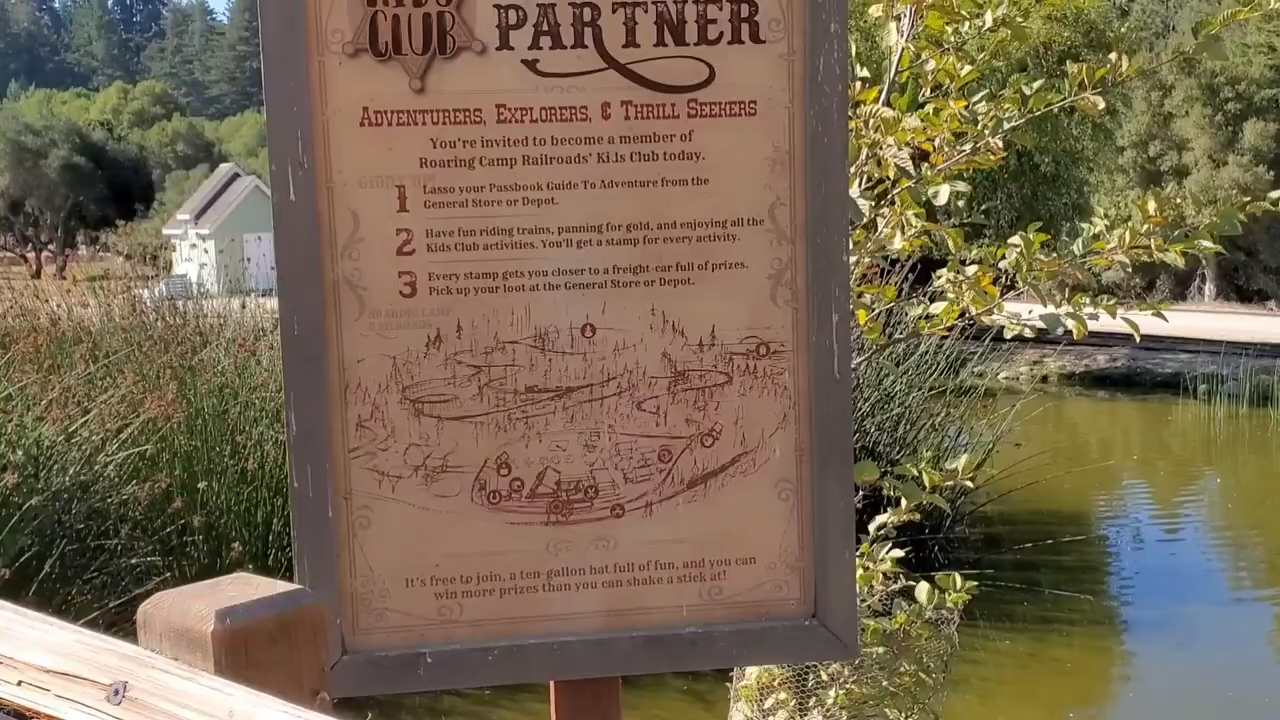 KIDS
CLUB
PARTNER
ADVENTURERS, EXPLORERS, & THRILL SEEKERS
You're invited to become a member of
Roaring Camp Railroads' Kids Club today.
1 Lasso your Passbook Guide To Adventure from the
General Store or Depot.
2 Have fun riding trains, panning for gold, and enjoying all the
Kids Club activities. You'll get a stamp for every activity.
3 Every stamp gets you closer to a freight-car full of prizes.
Pick up your loot at the General Store or Depot.
ROARING CAMP
RAILROADS
It's free to join, a ten-gallon hat full of fun, and you can
win more prizes than you can shake a stick at!